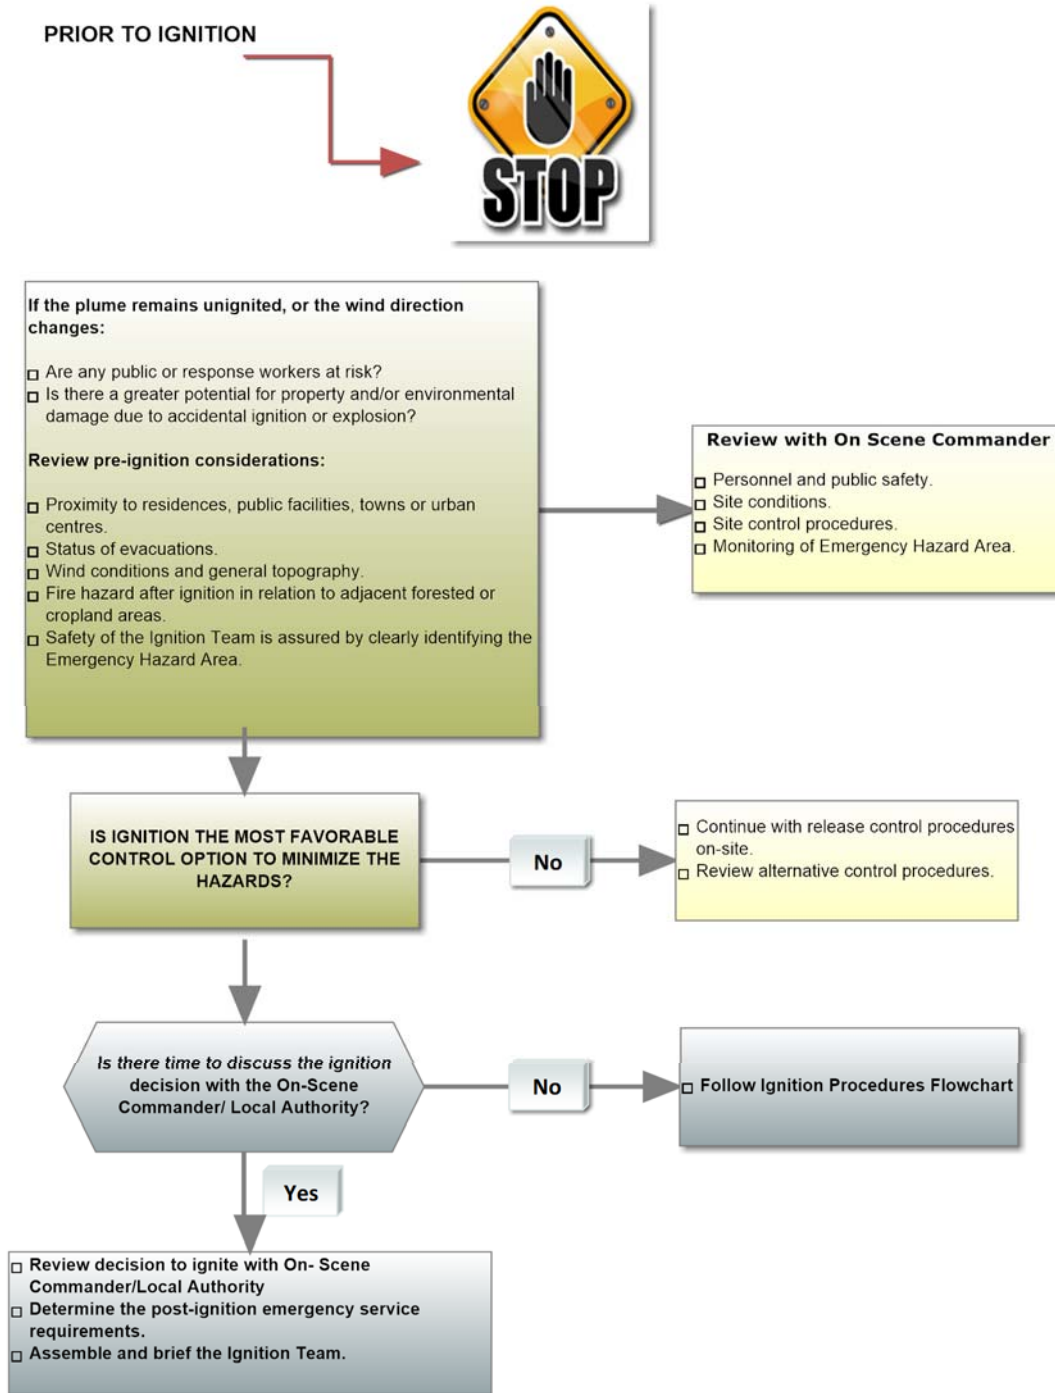 PRIOR TO IGNITION
STOP
If the plume remains unignited, or the wind direction
changes:
Are any public or response workers at risk?
Is there a greater potential for property and/or environmental
damage due to accidental ignition or explosion?
Review pre-ignition considerations:
Proximity to residences, public facilities, towns or urban
centres.
Status of evacuations.
Wind conditions and general topography.
Fire hazard after ignition in relation to adjacent forested or
cropland areas.
Safety of the Ignition Team is assured by clearly identifying the
Emergency Hazard Area.
Review with On Scene Commander
Personnel and public safety.
Site conditions.
Site control procedures.
Monitoring of Emergency Hazard Area.
IS IGNITION THE MOST FAVORABLE
CONTROL OPTION TO MINIMIZE THE
HAZARDS?
No
Continue with release control procedures
on-site.
Review alternative control procedures.
Is there time to discuss the ignition
decision with the On-Scene
Commander/ Local Authority?
No
Follow Ignition Procedures Flowchart
Yes
Review decision to ignite with On- Scene
Commander/Local Authority
Determine the post-ignition emergency service
requirements.
Assemble and brief the Ignition Team.